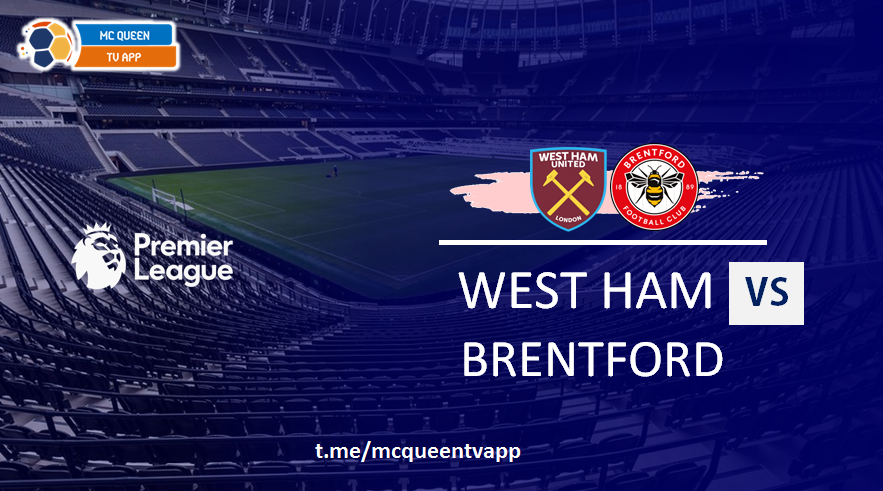 MC QUEEN
TV APP
WEST HAM
UNITED
LONDON
BRENTFORD
18 89
FOOTBALL CLUB
Premier
League
WEST HAM VS
BRENTFORD
t.me/mcqueentvapp